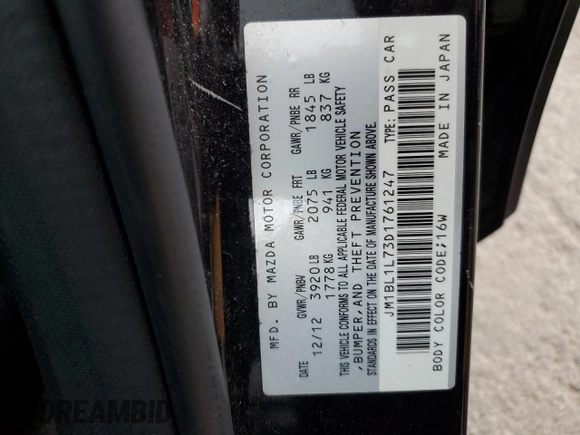 MFD. BY MAZDA MOTOR CORPORATION
DATE GVWR/PNBV GAWR/PNBE FRT GAWR/PNBE RR
12/12 3920 LB 2075 LB 1845 LB
1778 KG 941 KG 837 KG
THIS VEHICLE CONFORMS TO ALL APPLICABLE FEDERAL MOTOR VEHICLE SAFETY
,BUMPER,AND THEFT PREVENTION
STANDARDS IN EFFECT ON THE DATE OF MANUFACTURE SHOWN ABOVE.
JM1BL1L73D1761247 TYPE: PASS CAR
BODY COLOR CODE;16W MADE IN JAPAN
DREAMBID